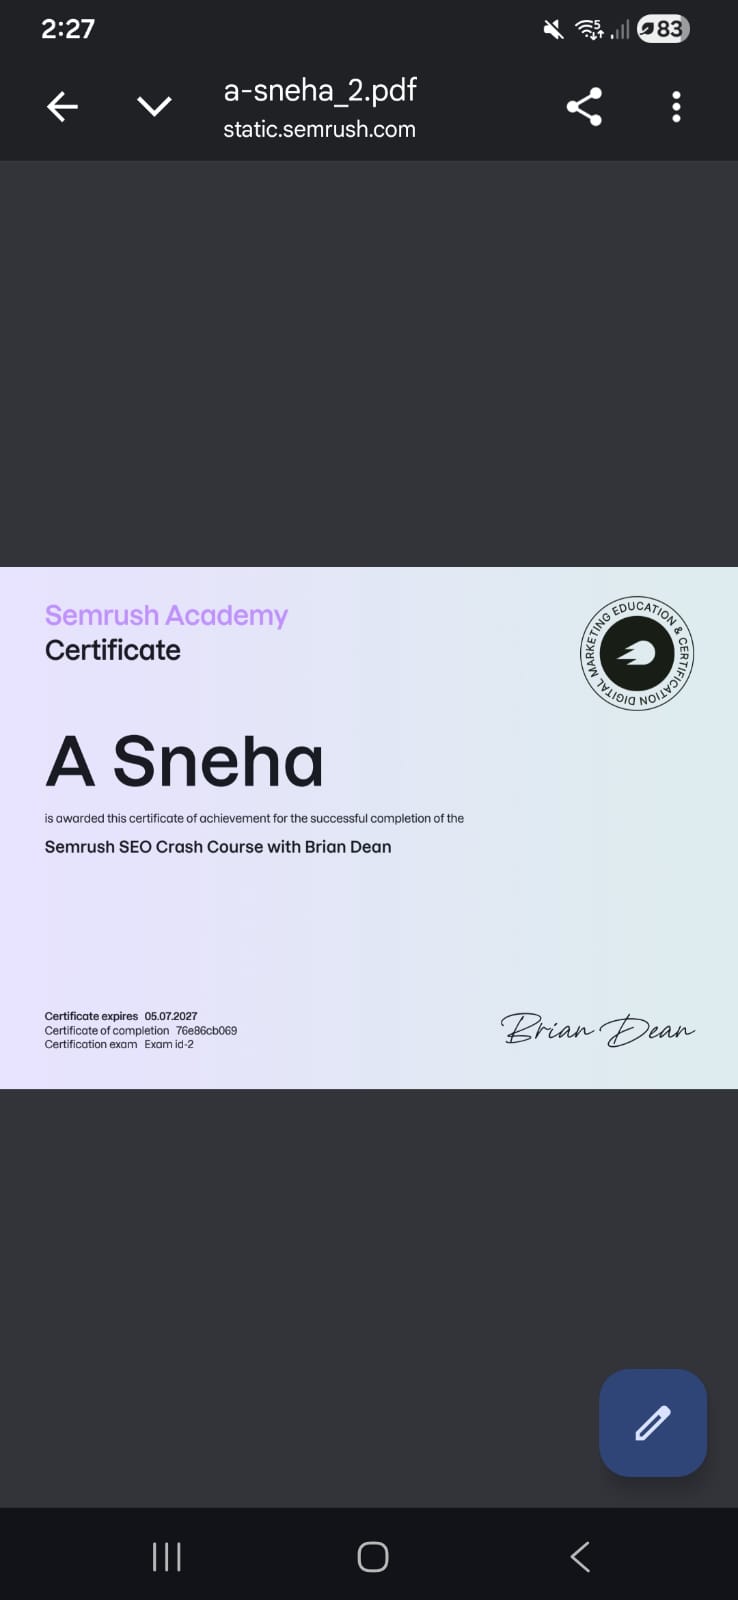 2:27
5
83
a-sneha_2.pdf
static.semrush.com
Semrush Academy
Certificate
DIGITAL MARKETING EDUCATION & CERTIFICATION
A Sneha
is awarded this certificate of achievement for the successful completion of the
Semrush SEO Crash Course with Brian Dean
Certificate expires 05.07.2027
Certificate of completion 76e86cb069
Certification exam Exam id-2
Brian Dean